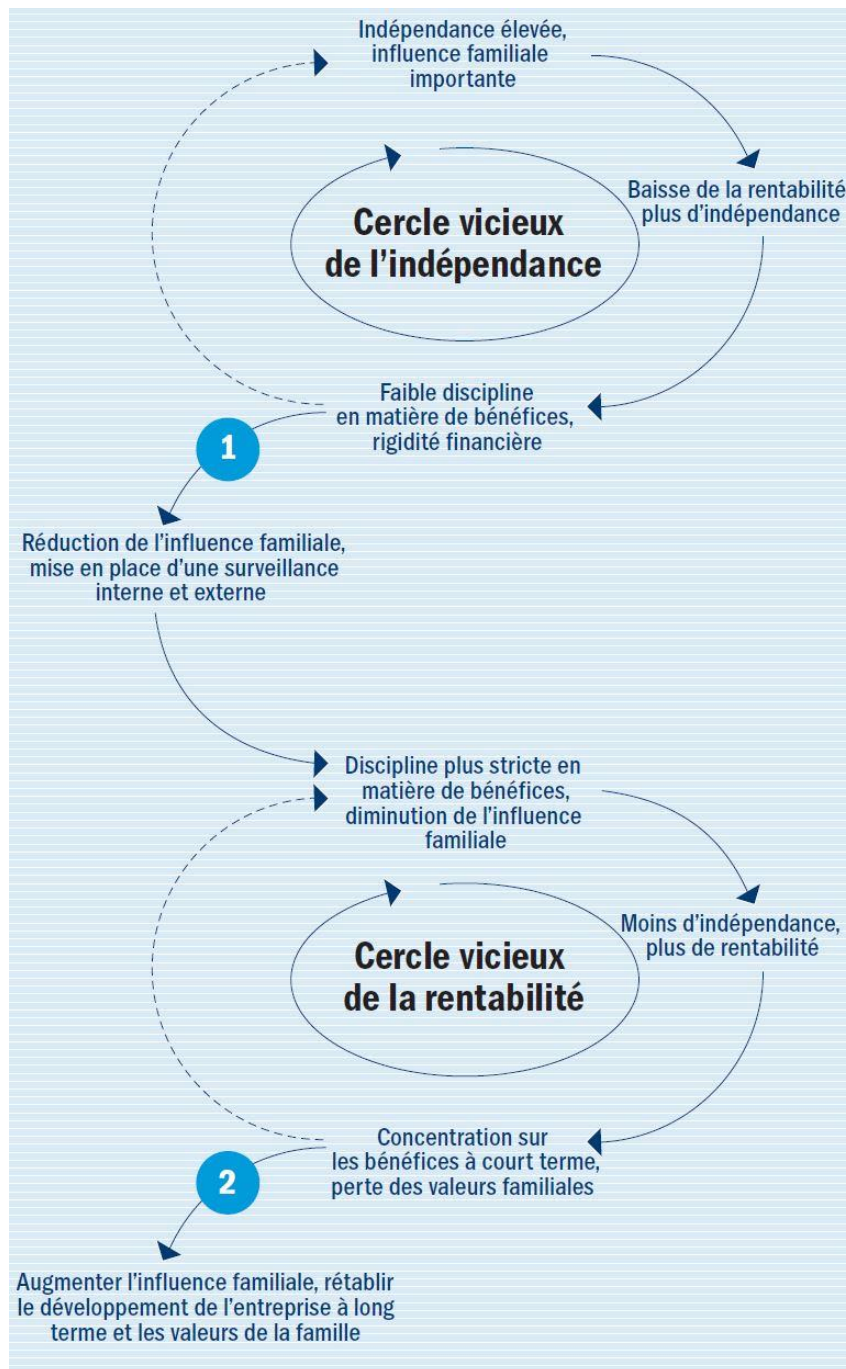 Indépendance élevée,
influence familiale
importante
Baisse de la rentabilité
plus d'indépendance
Cercle vicieux
de l'indépendance
Faible discipline
en matière de bénéfices,
rigidité financière
1
Réduction de l'influence familiale,
mise en place d'une surveillance
interne et externe
Discipline plus stricte en
matière de bénéfices,
diminution de l'influence
familiale
Moins d'indépendance,
plus de rentabilité
Cercle vicieux
de la rentabilité
Concentration sur
les bénéfices à court terme,
perte des valeurs familiales
2
Augmenter l'influence familiale, rétablir
le développement de l'entreprise à long
terme et les valeurs de la famille